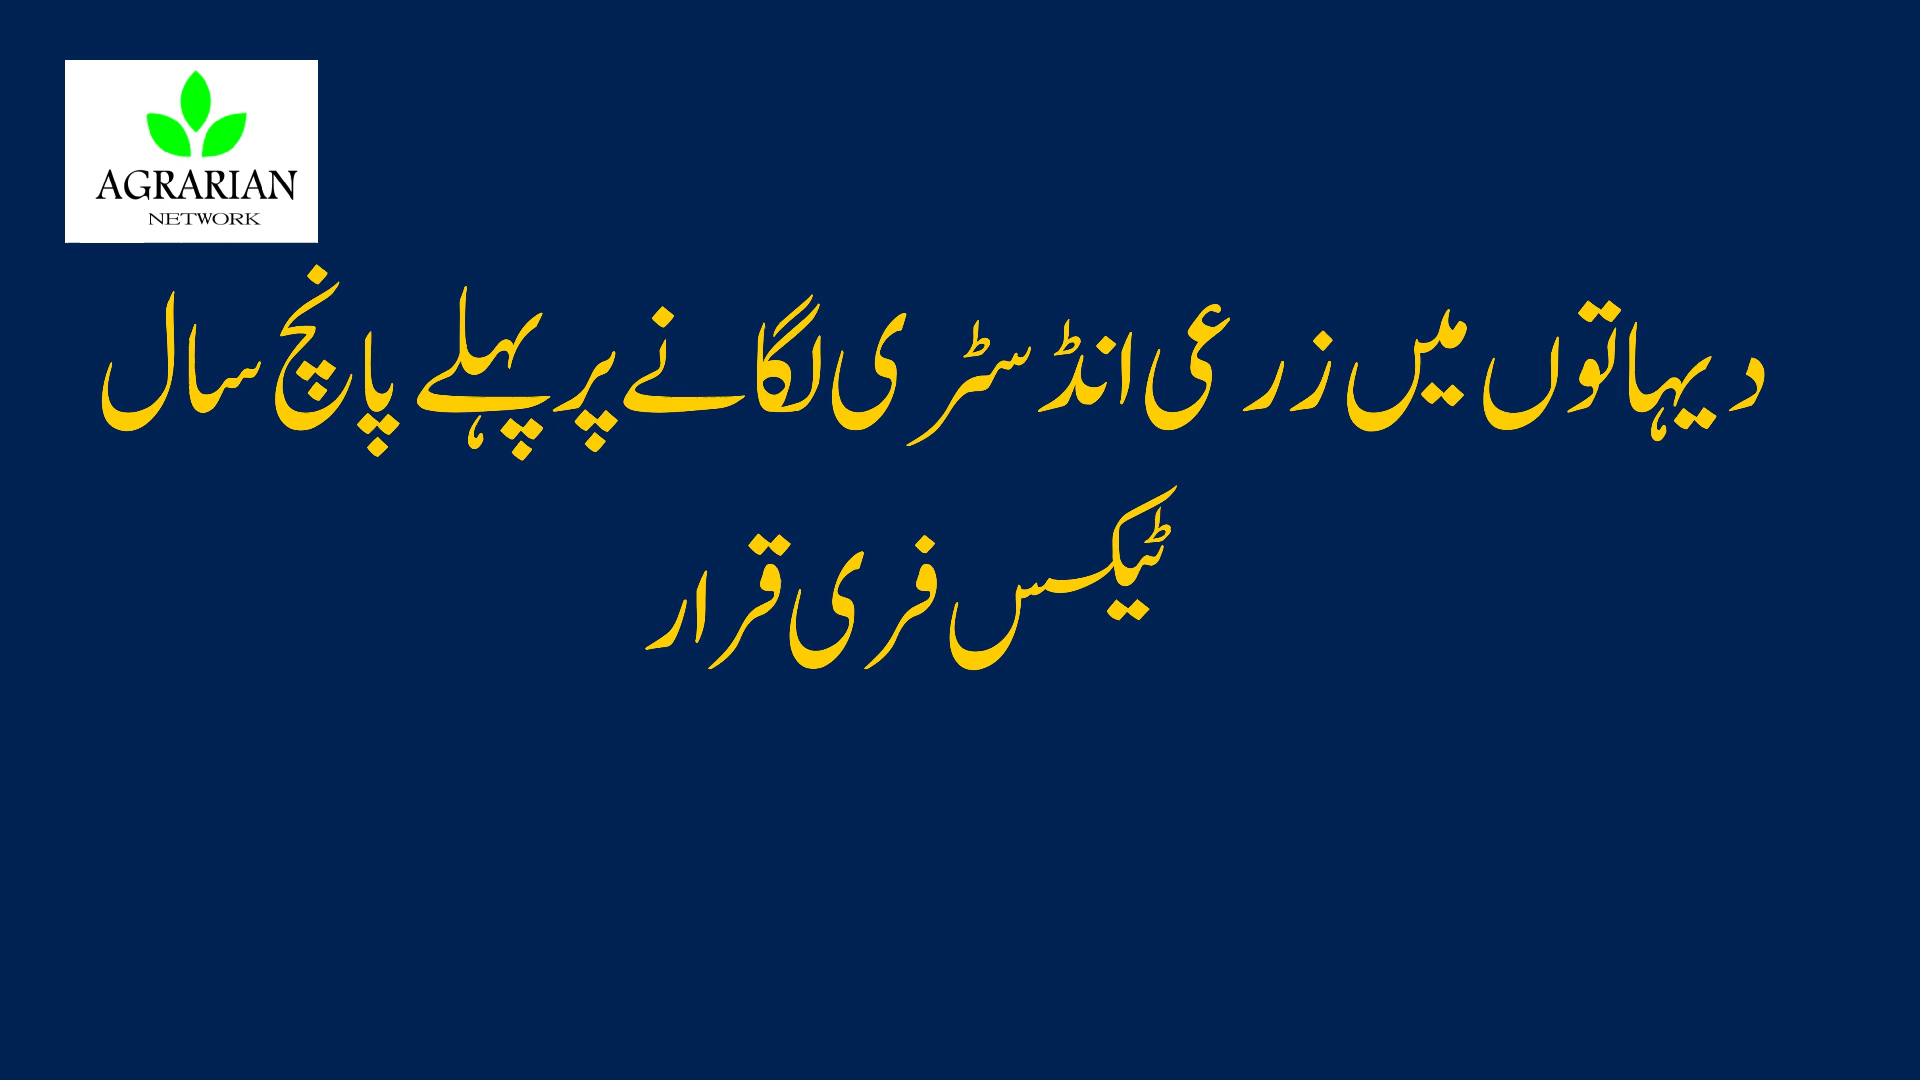 AGRARIAN
NETWORK
دیہاتوں میں زرعی انڈسٹری لگانے پر پہلے پانچ سال
ٹیکس فری قرار